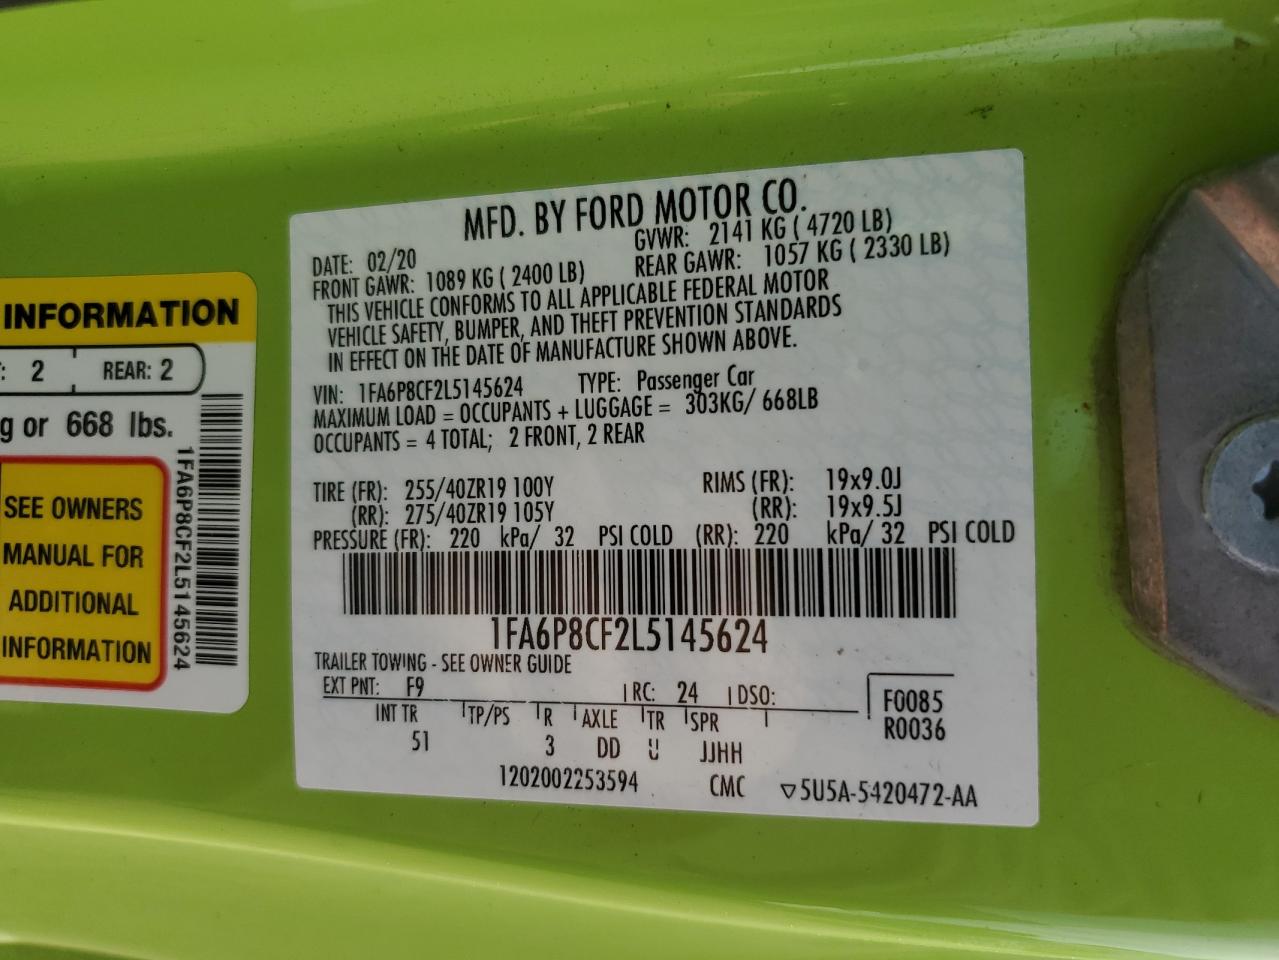 MFD. BY FORD MOTOR CO.
DATE: 02/20 GVWR: 2141 KG ( 4720 LB)
FRONT GAWR: 1089 KG ( 2400 LB) REAR GAWR: 1057 KG ( 2330 LB)
THIS VEHICLE CONFORMS TO ALL APPLICABLE FEDERAL MOTOR
VEHICLE SAFETY, BUMPER, AND THEFT PREVENTION STANDARDS
IN EFFECT ON THE DATE OF MANUFACTURE SHOWN ABOVE.
VIN: 1FA6P8CF2L5145624 TYPE: Passenger Car
MAXIMUM LOAD = OCCUPANTS + LUGGAGE = 303KG/ 668LB
OCCUPANTS = 4 TOTAL; 2 FRONT, 2 REAR
TIRE (FR): 255/40ZR19 100Y RIMS (FR): 19x9.0J
(RR): 275/40ZR19 105Y (RR): 19x9.5J
PRESSURE (FR): 220 kPa/ 32 PSI COLD (RR): 220 kPa/ 32 PSI COLD
1FA6P8CF2L5145624
TRAILER TOWING - SEE OWNER GUIDE
EXT PNT: F9 RC: 24 DSO: F0085
INT TR TP/PS R AXLE TR SPR R0036
51 3 DD U JJHH
1202002253594 CMC ▽5U5A-5420472-AA
INFORMATION
: 2 REAR: 2
g or 668 lbs.
SEE OWNERS
MANUAL FOR
ADDITIONAL
INFORMATION
1FA6P8CF2L5145624